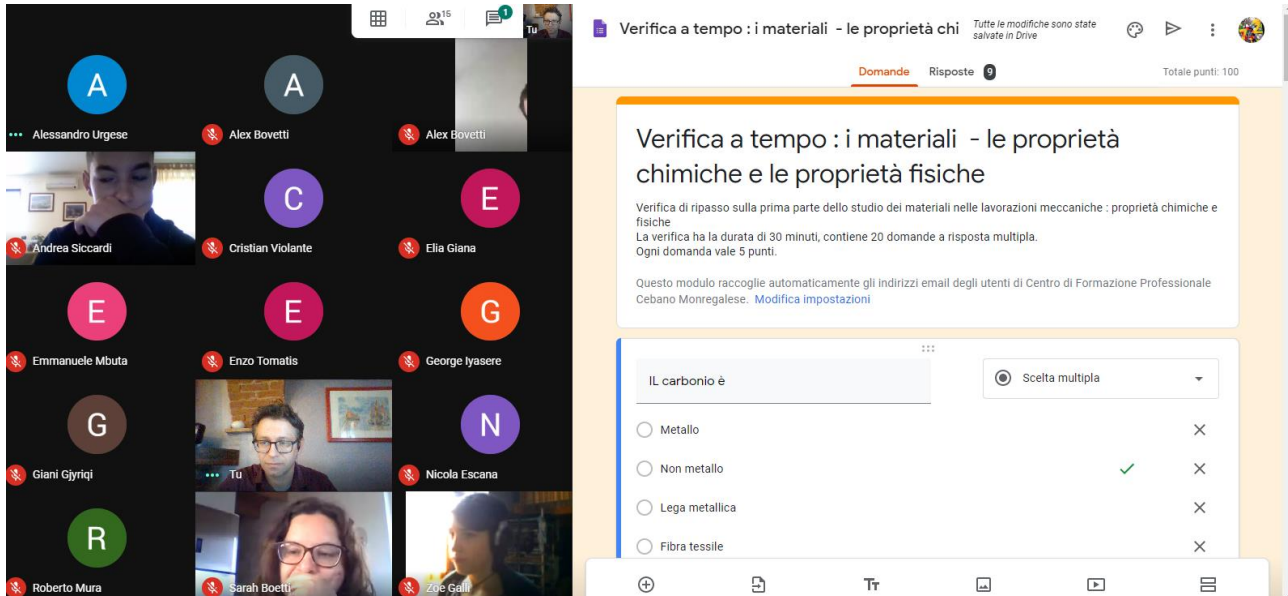 15
1
Tu
A
Alessandro Urgese
A
Alex Bovetti
Alex Bovetti
Andrea Siccardi
C
Cristian Violante
E
Elia Giana
E
Emmanuele Mbuta
E
Enzo Tomatis
G
George Iyasere
G
Giani Gjyriqi
Tu
N
Nicola Escana
R
Roberto Mura
Sarah Boetti
Zoe Galli
Verifica a tempo : i materiali - le proprietà chi
Tutte le modifiche sono state
salvate in Drive
Domande Risposte 9
Totale punti: 100
Verifica a tempo : i materiali - le proprietà
chimiche e le proprietà fisiche
Verifica di ripasso sulla prima parte dello studio dei materiali nelle lavorazioni meccaniche : proprietà chimiche e
fisiche
La verifica ha la durata di 30 minuti, contiene 20 domande a risposta multipla.
Ogni domanda vale 5 punti.
Questo modulo raccoglie automaticamente gli indirizzi email degli utenti di Centro di Formazione Professionale
Cebano Monregalese. Modifica impostazioni
IL carbonio è
Scelta multipla
Metallo
Non metallo
Lega metallica
Fibra tessile
Tт